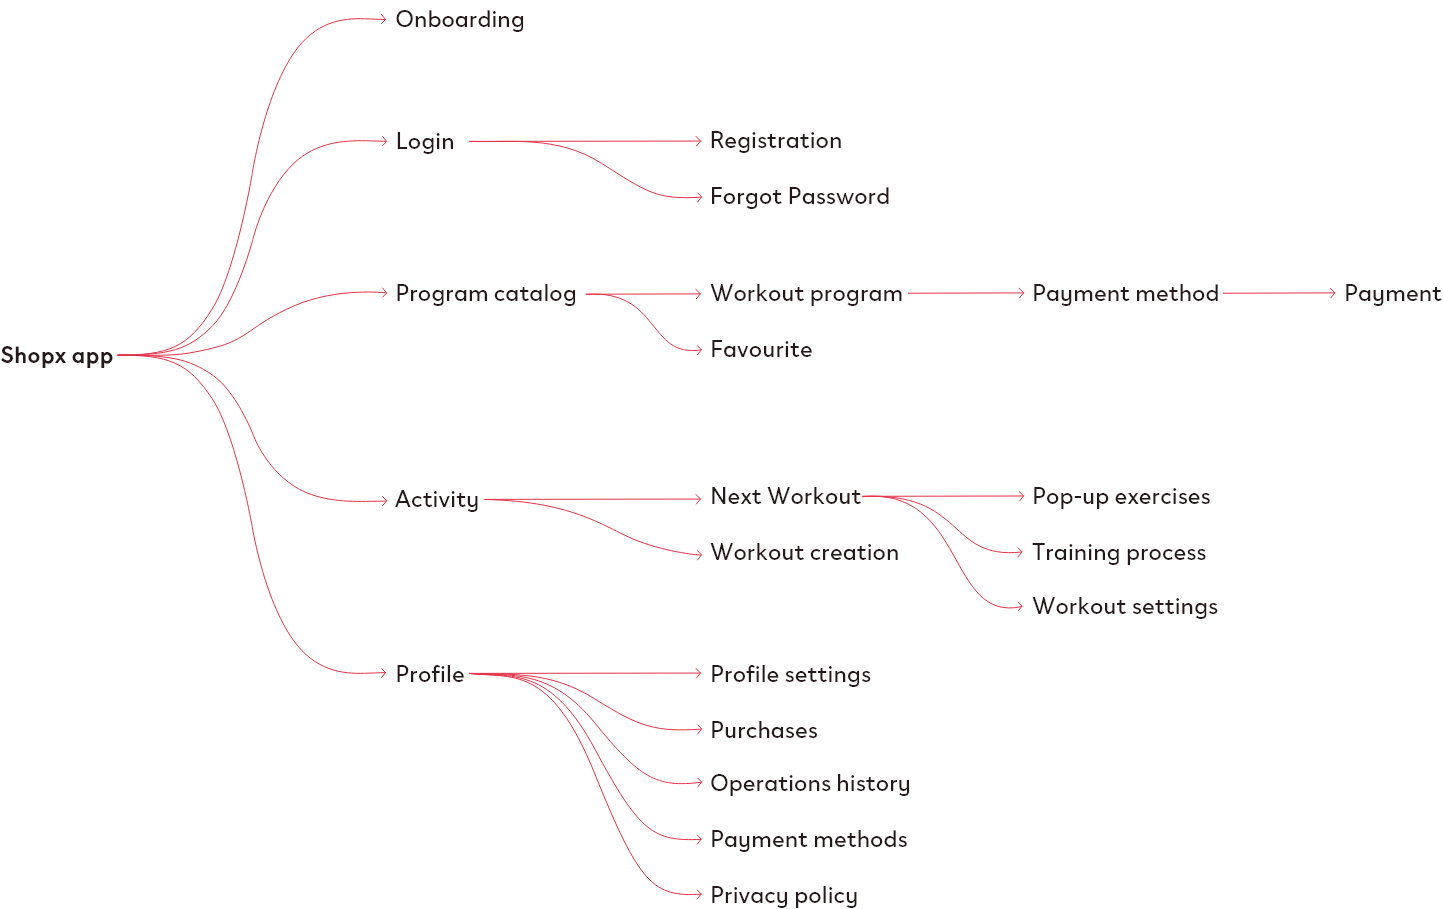 Onboarding
Login
Registration
Forgot Password
Program catalog
Workout program
Payment method
Payment
Favourite
Shopx app
Activity
Next Workout
Pop-up exercises
Workout creation
Training process
Workout settings
Profile
Profile settings
Purchases
Operations history
Payment methods
Privacy policy